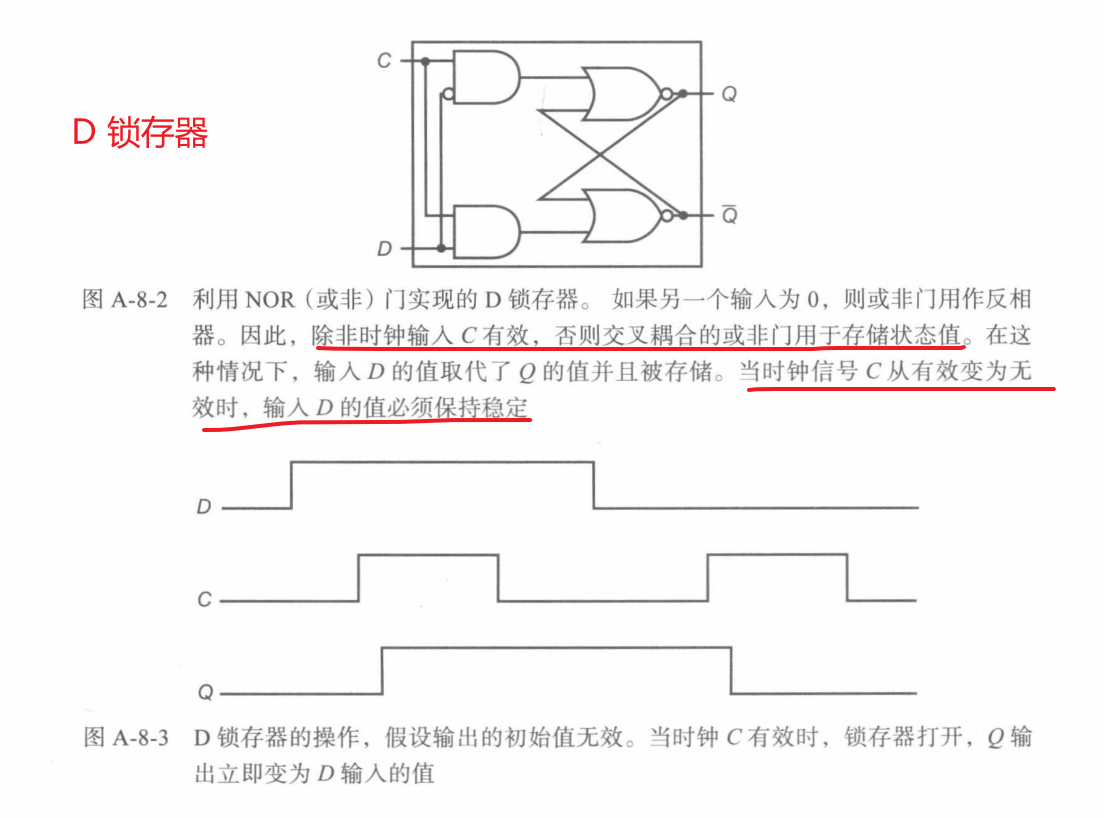 C
Q
D 锁存器
D
Q̅
图 A-8-2 利用 NOR（或非）门实现的 D 锁存器。 如果另一个输入为 0，则或非门用作反相
器。因此，除非时钟输入 C 有效，否则交叉耦合的或非门用于存储状态值。在这
种情况下，输入 D 的值取代了 Q 的值并且被存储。当时钟信号 C 从有效变为无
效时，输入 D 的值必须保持稳定
D
C
Q
图 A-8-3 D 锁存器的操作，假设输出的初始值无效。当时钟 C 有效时，锁存器打开，Q 输
出立即变为 D 输入的值